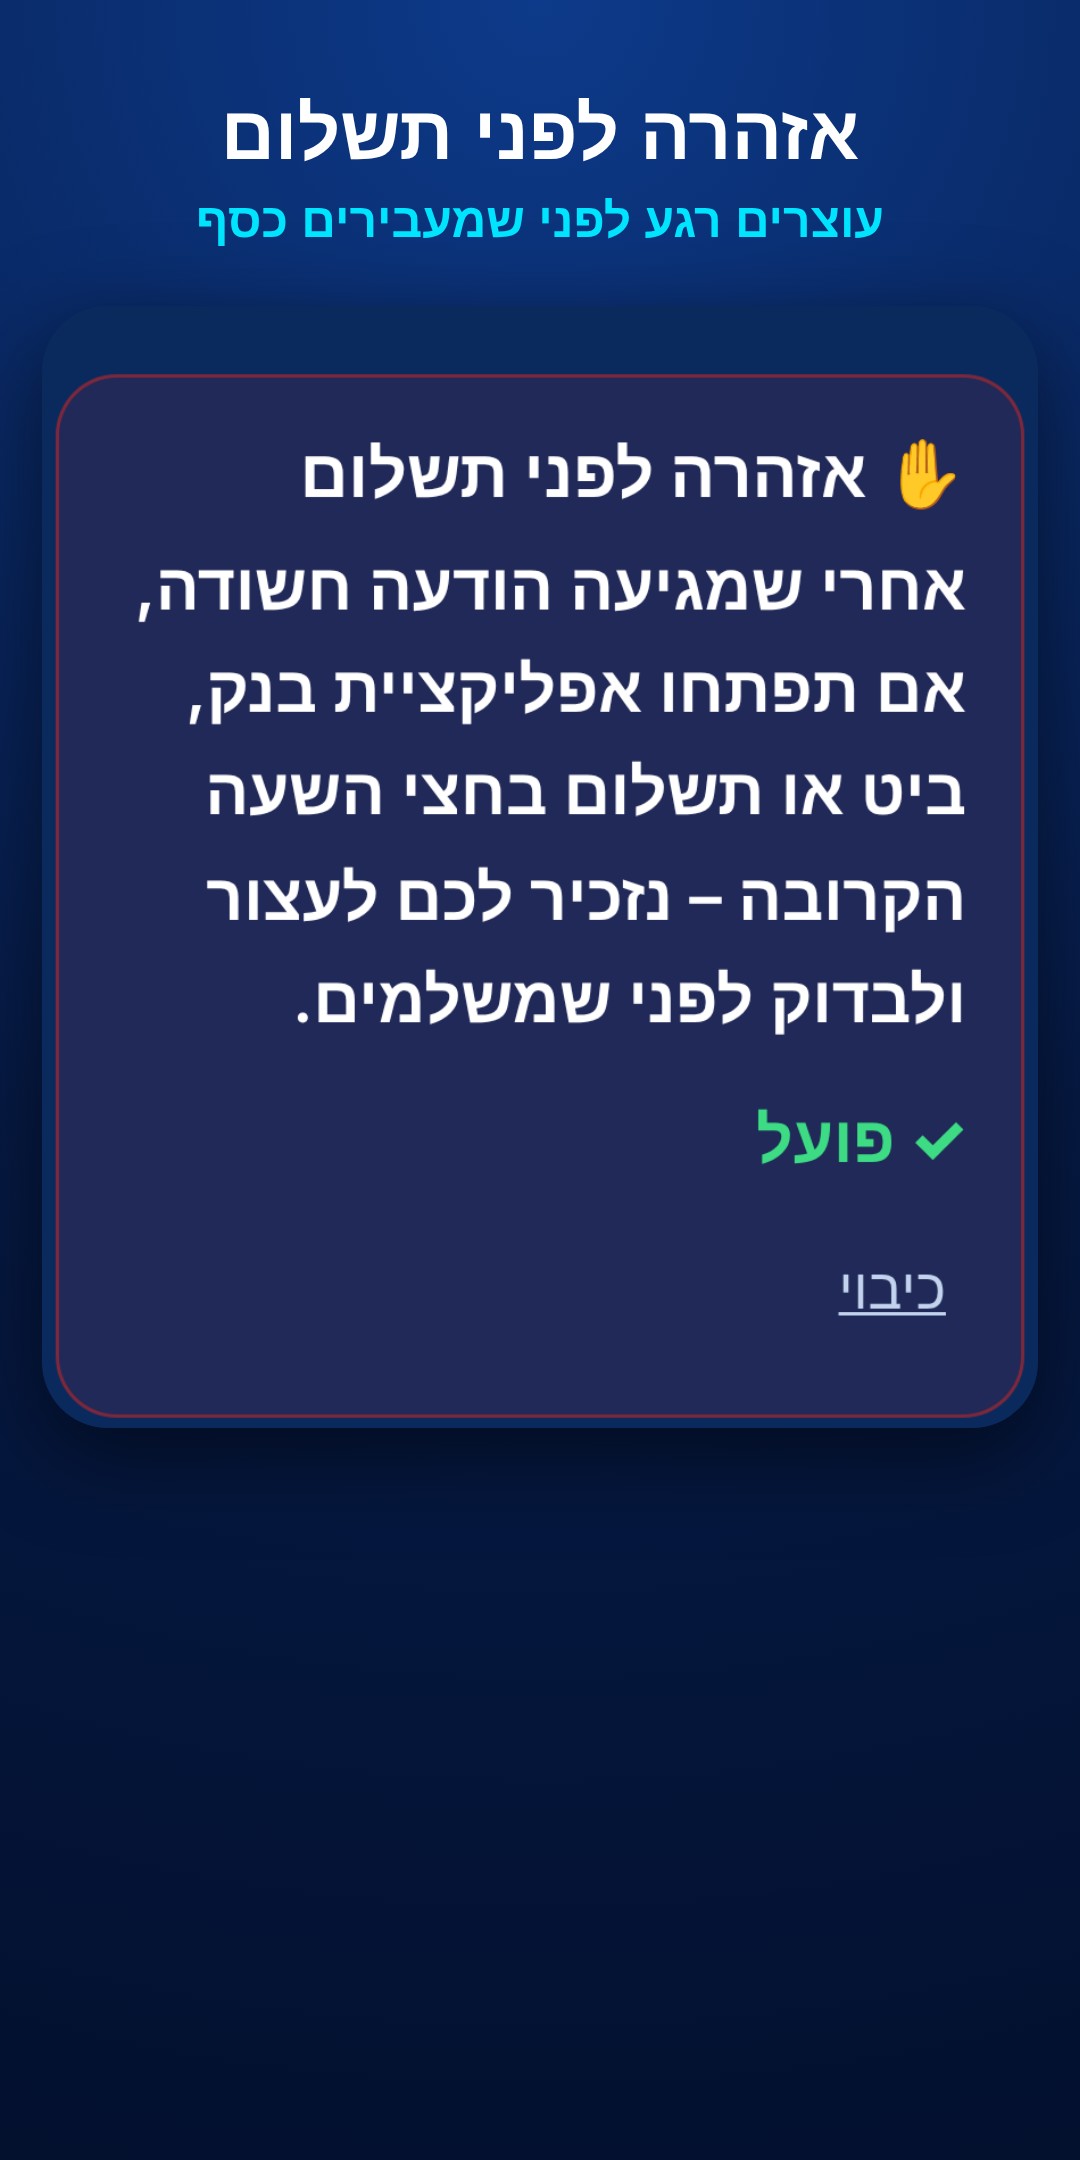 אזהרה לפני תשלום
עוצרים רגע לפני שמעבירים כסף
✋ אזהרה לפני תשלום
אחרי שמגיעה הודעה חשודה,
אם תפתחו אפליקציית בנק,
ביט או תשלום בחצי השעה
הקרובה – נזכיר לכם לעצור
ולבדוק לפני שמשלמים.
✓ פועל
כיבוי